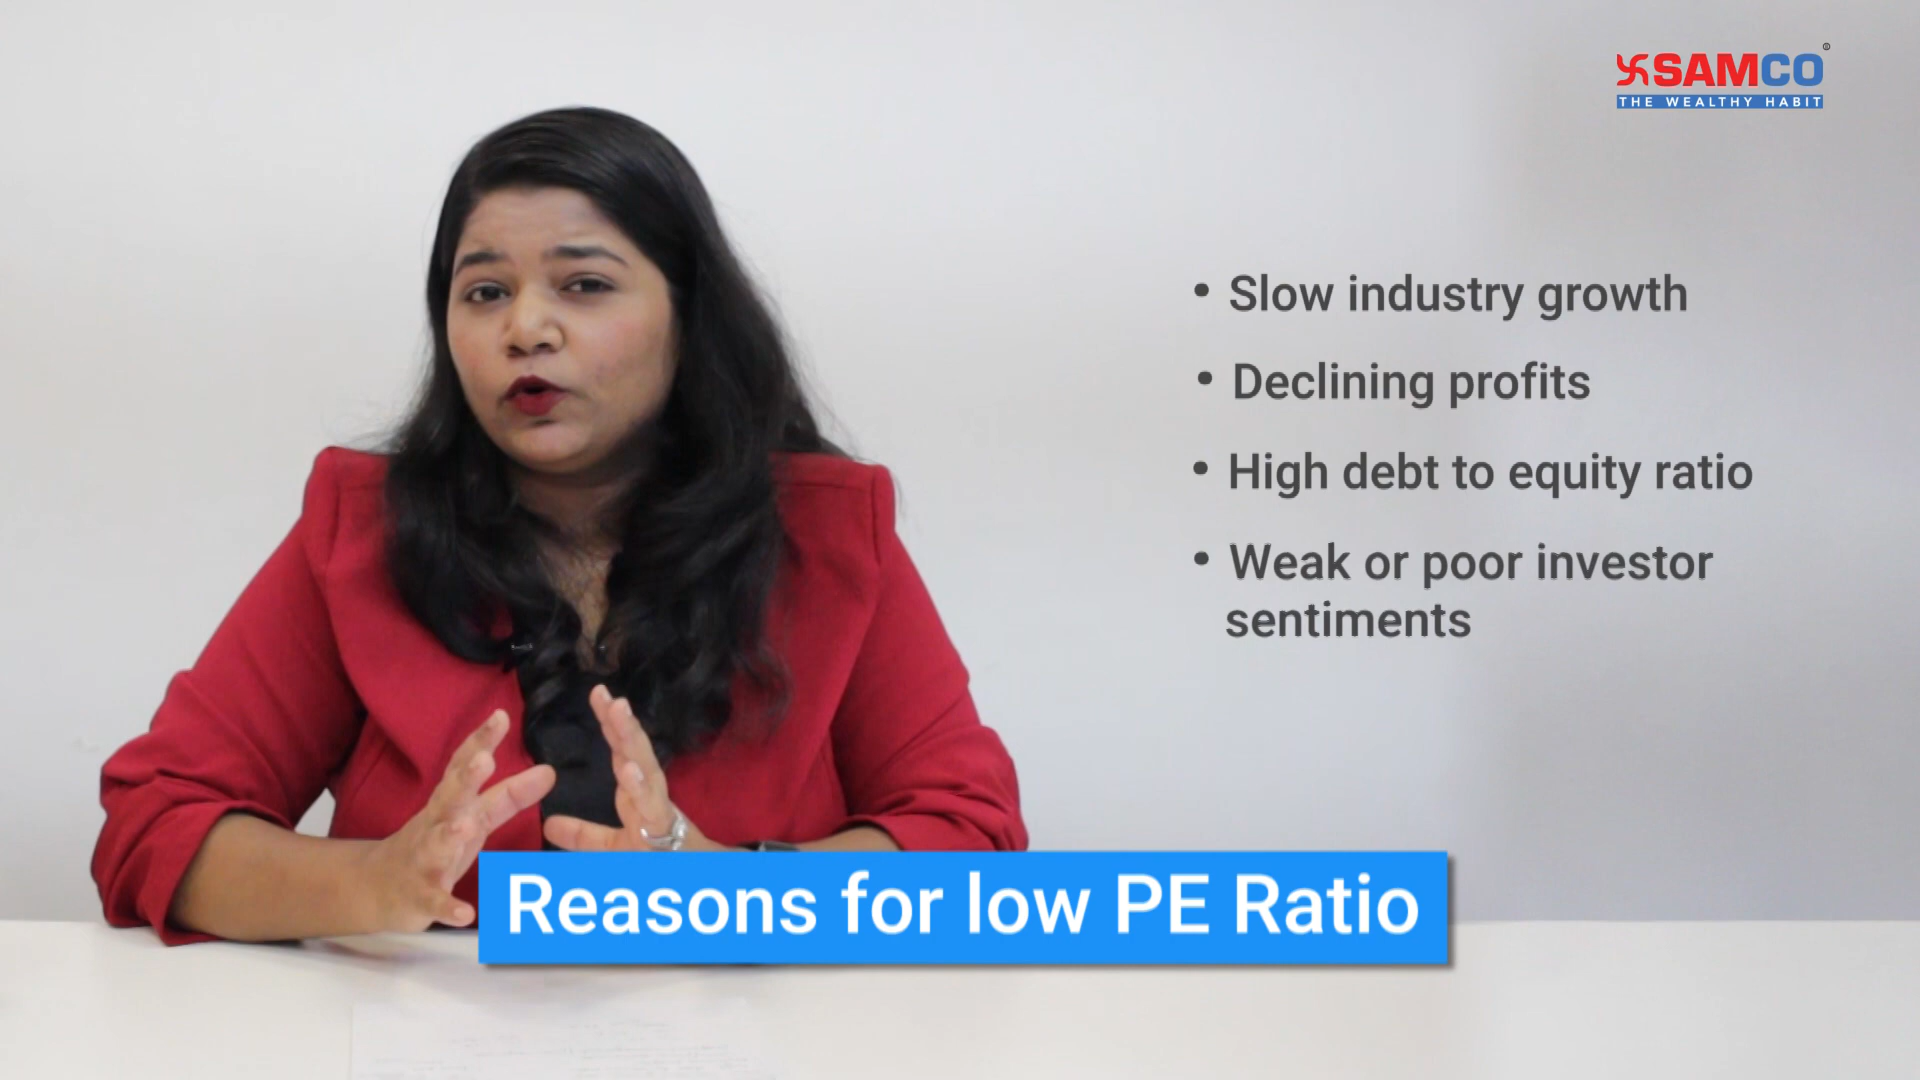 SAMCO
THE WEALTHY HABIT
• Slow industry growth
• Declining profits
• High debt to equity ratio
• Weak or poor investor
sentiments
Reasons for low PE Ratio